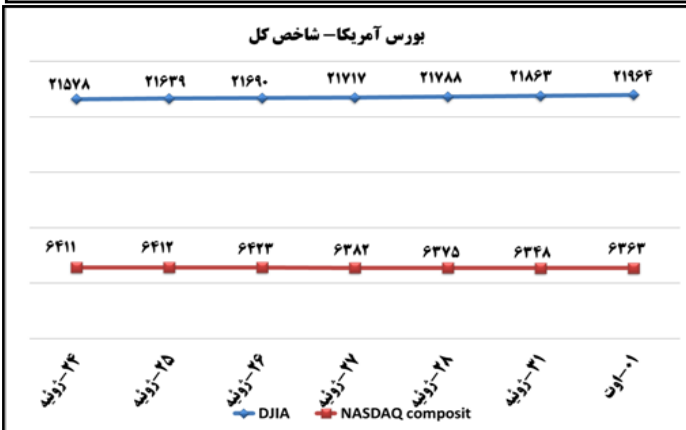 بورس آمریکا- شاخص کل
۲۱۵۷۸ ۲۱۶۳۹ ۲۱۶۹۰ ۲۱۷۱۷ ۲۱۷۸۸ ۲۱۸۶۳ ۲۱۹۶۴
۶۴۱۱ ۶۴۱۲ ۶۴۲۳ ۶۳۸۲ ۶۳۷۵ ۶۳۴۸ ۶۳۶۳
۲۴-ژوئیه ۲۵-ژوئیه ۲۶-ژوئیه ۲۷-ژوئیه ۲۸-ژوئیه ۳۱-ژوئیه ۰۱-اوت
DJIA NASDAQ composit